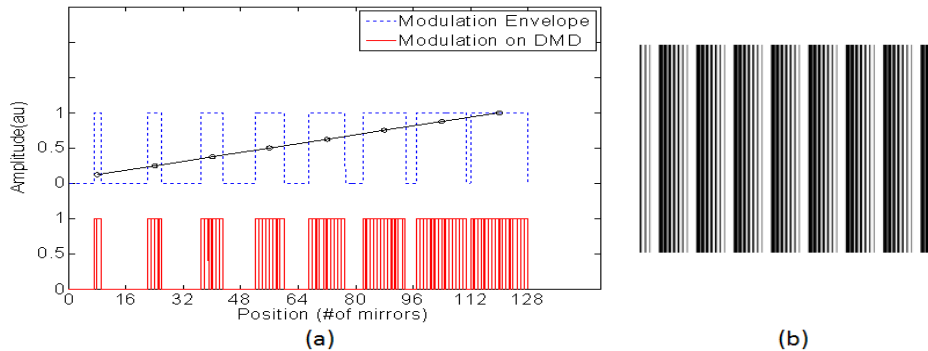 Modulation Envelope
Modulation on DMD
Amplitude(au)
1
0.5
0
1
0.5
0
0 16 32 48 64 80 96 112 128
Position (#of mirrors)
(a)
(b)